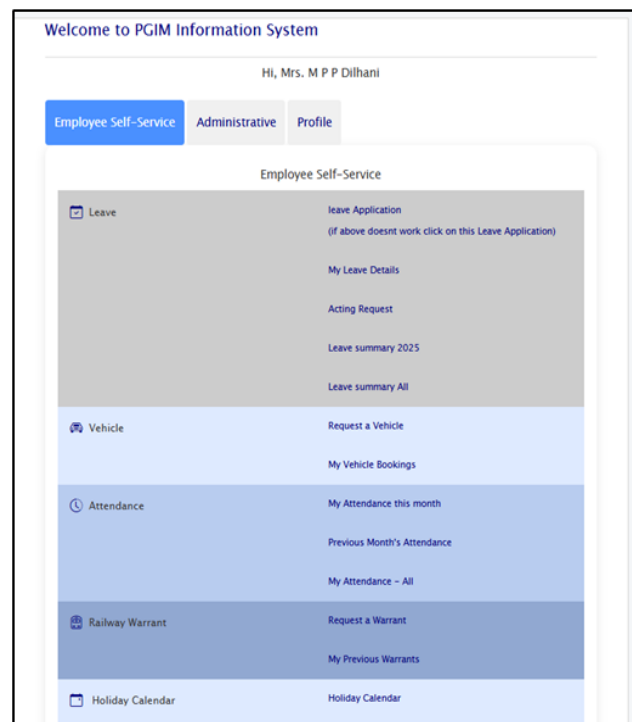 Welcome to PGIM Information System
Hi, Mrs. M P P Dilhani
Employee Self-Service
Administrative
Profile
Employee Self-Service
Leave
leave Application
(if above doesnt work click on this Leave Application)
My Leave Details
Acting Request
Leave summary 2025
Leave summary All
Vehicle
Request a Vehicle
My Vehicle Bookings
Attendance
My Attendance this month
Previous Month's Attendance
My Attendance - All
Railway Warrant
Request a Warrant
My Previous Warrants
Holiday Calendar
Holiday Calendar